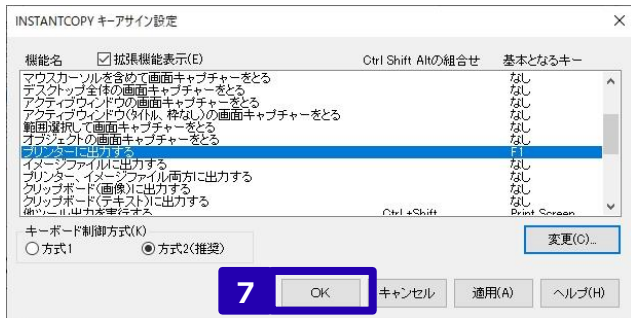 INSTANTCOPY キーアサイン設定
機能名 拡張機能表示(E) Ctrl Shift Altの組合せ 基本となるキー
マウスカーソルを含めて画面キャプチャーをとる なし
デスクトップ全体の画面キャプチャーをとる なし
アクティブウィンドウの画面キャプチャーをとる なし
アクティブウィンドウ(タイトル、枠なし)の画面キャプチャーをとる なし
範囲選択して画面キャプチャーをとる なし
オブジェクトの画面キャプチャーをとる なし
プリンターに出力する F1
イメージファイルに出力する なし
プリンター、イメージファイル両方に出力する なし
クリップボード(画像)に出力する なし
クリップボード(テキスト)に出力する なし
他ツール出力を実行する Ctrl +Shift Print Screen
キーボード制御方式(K)
方式1 方式2(推奨) 変更(C)...
7 OK キャンセル 適用(A) ヘルプ(H)